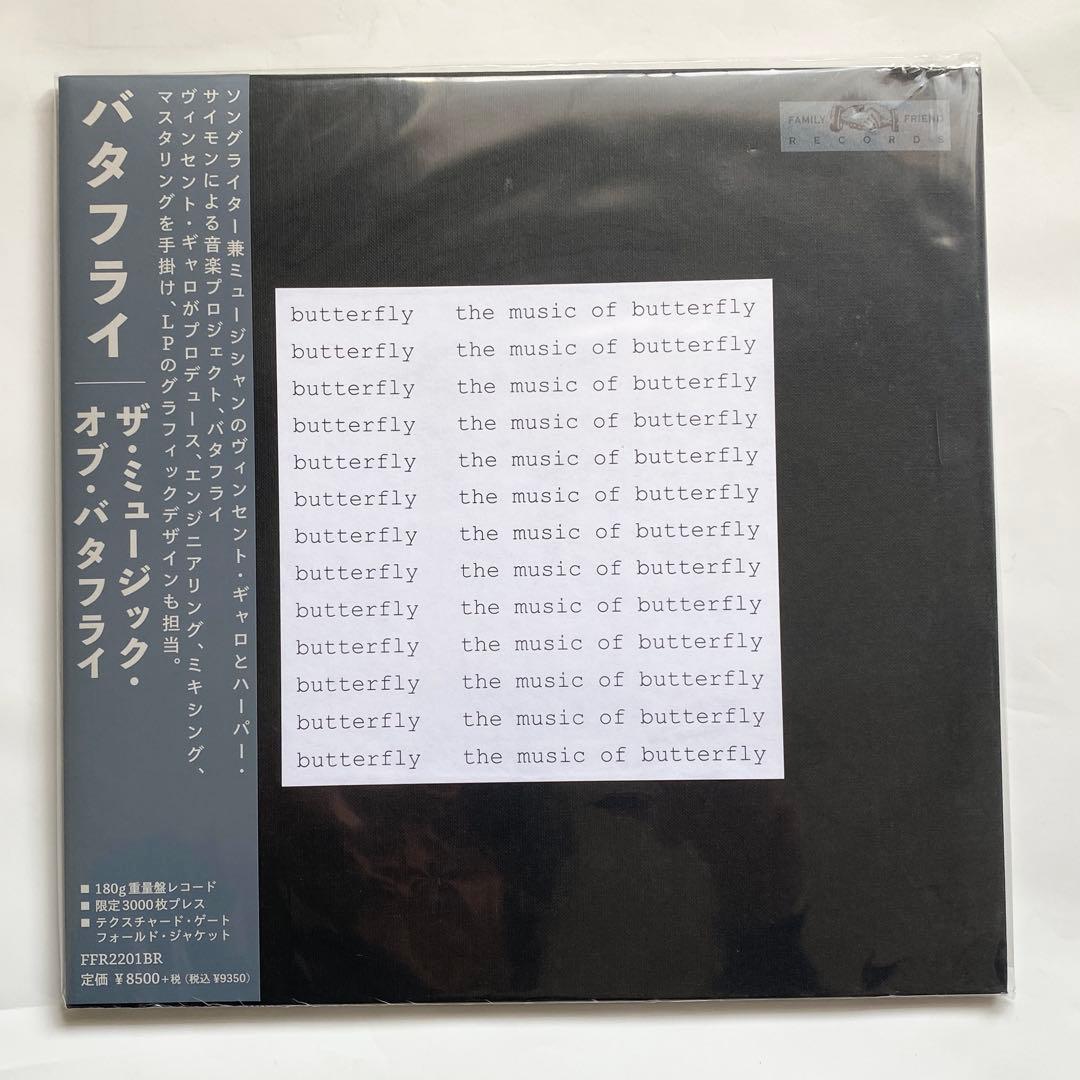 バタフライ
ザ・ミュージック・
オブ・バタフライ
ソングライター兼ミュージシャンのヴィンセント・ギャロとハーパー・
サイモンによる音楽プロジェクト、バタフライ
ヴィンセント・ギャロがプロデュース、エンジニアリング、ミキシング、
マスタリングを手掛け、LPのグラフィックデザインも担当。
■ 180g重量盤レコード
■ 限定3000枚プレス
■ テクスチャード・ゲート
フォールド・ジャケット
FFR2201BR
定価 ¥8500+税 (税込 ¥9350)
FAMILY FRIEND
RECORDS
butterfly the music of butterfly
butterfly the music of butterfly
butterfly the music of butterfly
butterfly the music of butterfly
butterfly the music of butterfly
butterfly the music of butterfly
butterfly the music of butterfly
butterfly the music of butterfly
butterfly the music of butterfly
butterfly the music of butterfly
butterfly the music of butterfly
butterfly the music of butterfly
butterfly the music of butterfly